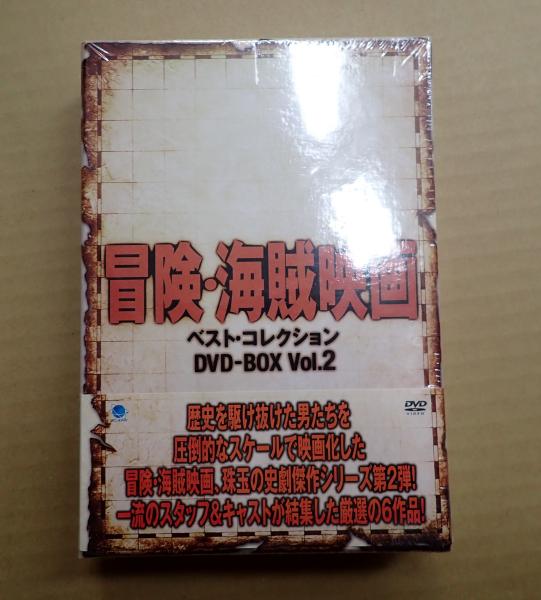 冒険・海賊映画
ベスト・コレクション
DVD-BOX Vol.2
歴史を駆け抜けた男たちを
圧倒的なスケールで映画化した
冒険・海賊映画、珠玉の史劇傑作シリーズ第2弾!
一流のスタッフ&キャストが結集した厳選の6作品!
DVD
VIDEO